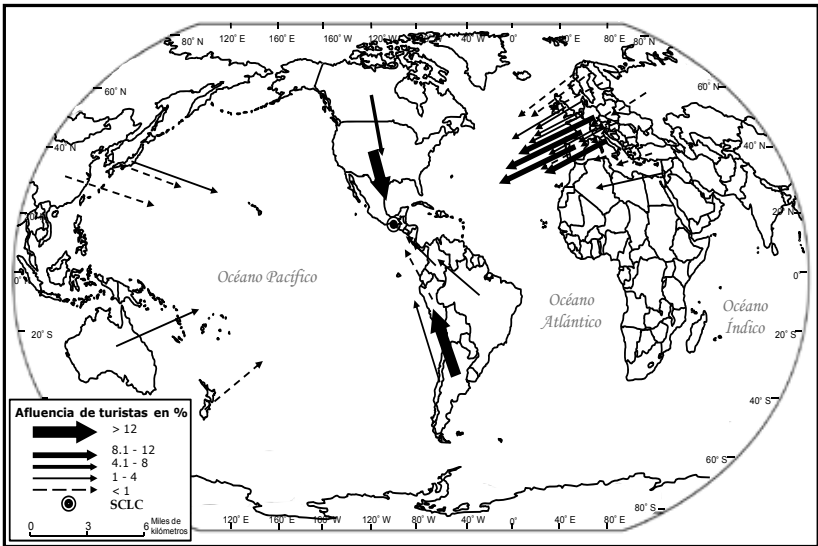 120° E 160° E 160° W 120° W 80° W 40° W 0° 40° E 80° E
80° N 80° N
60° N 60° N
40° N 40° N
20 N
0° 0°
Océano Pacífico
Océano
Atlántico
Océano
Índico
20° S 20° S
40° S
60° S
80° S
Afluencia de turistas en %
> 12
8.1 - 12
4.1 - 8
1 - 4
< 1
SCLC
0 3 6 Miles de
kilómetros
120° E 160° E 160° W 120° W 80° W 40° W 0° 40° E 80° E